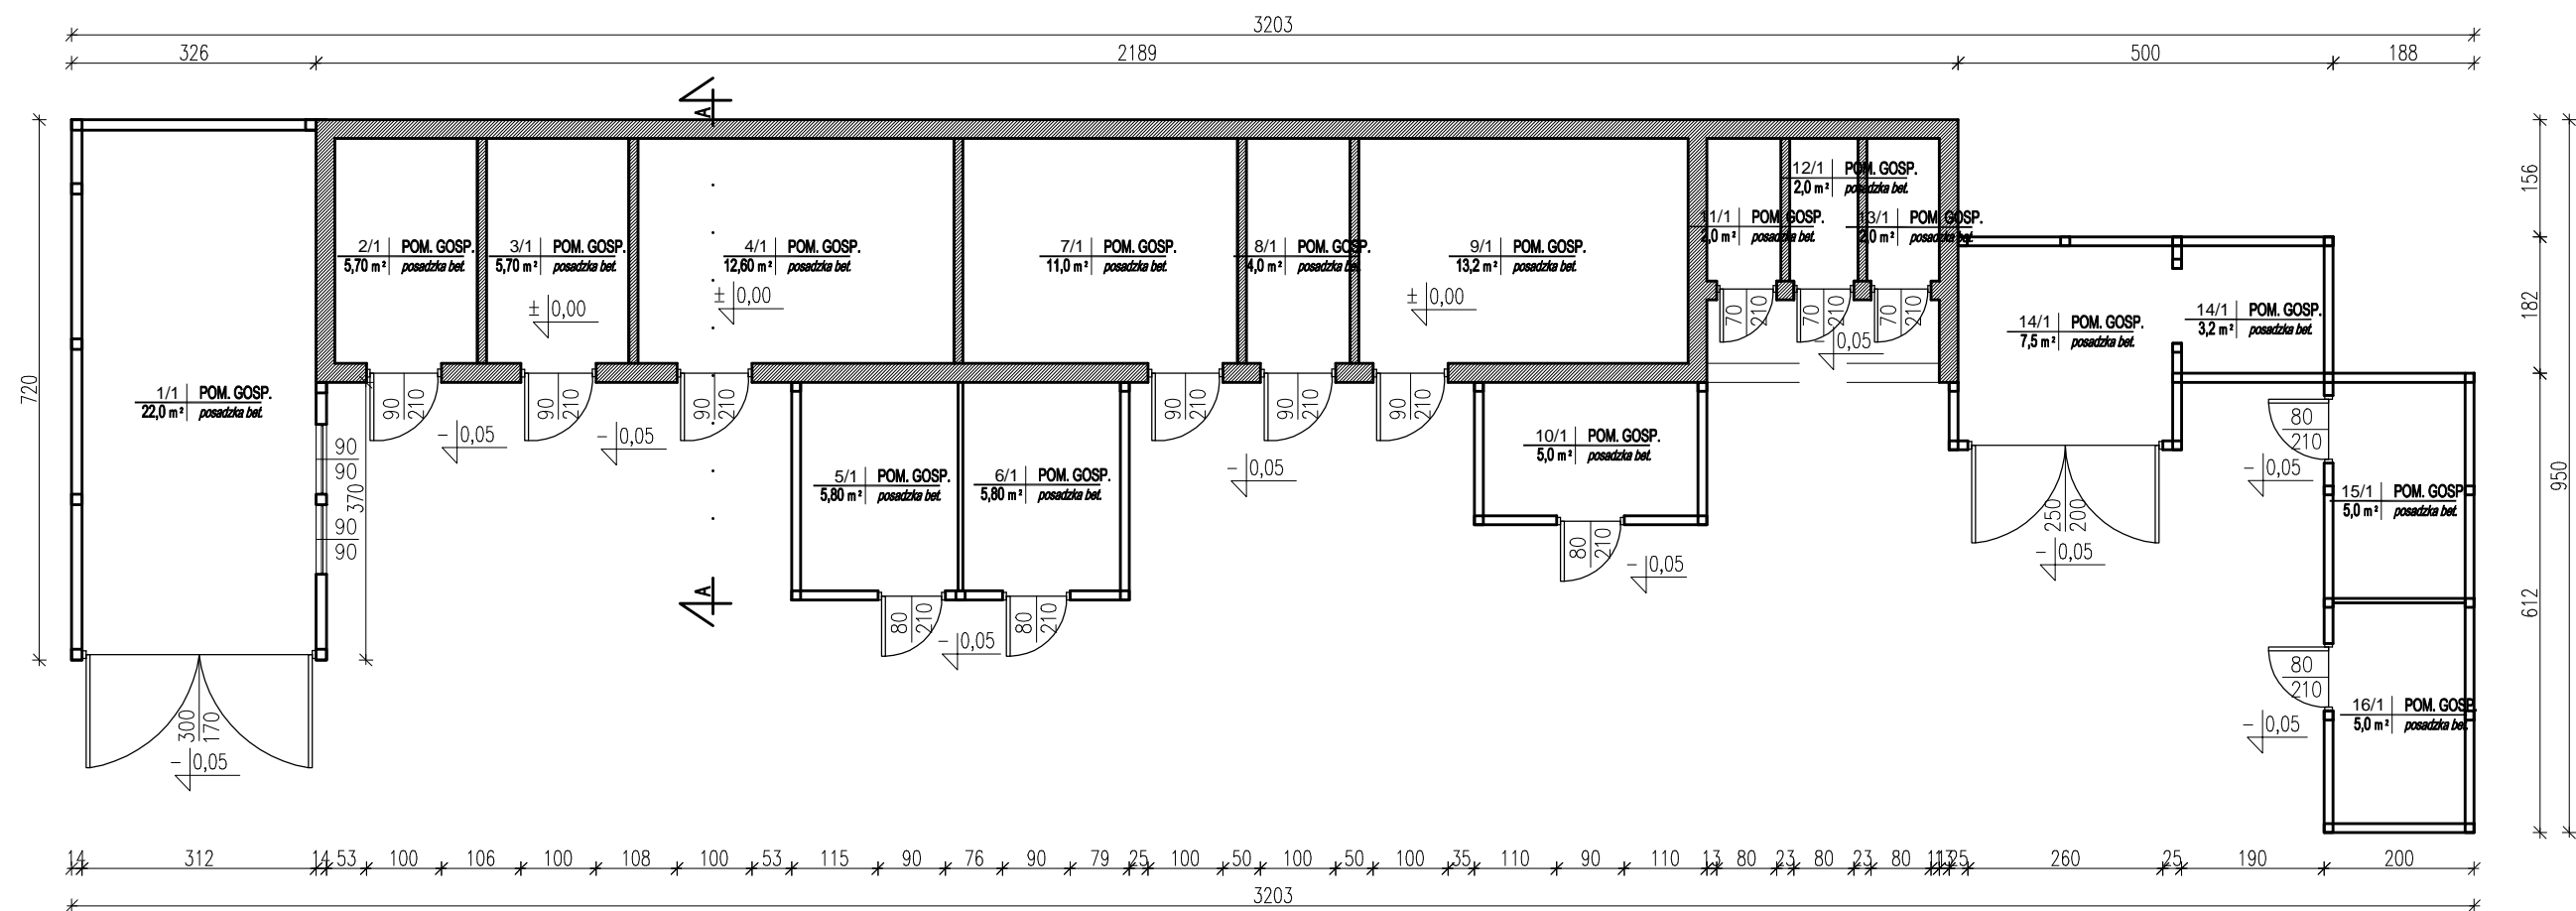 3203
326 2189 500 188
A
720
156
182
612
950
12/1 POM. GOSP.
2,0 m² posadzka bet.
11/1 POM. GOSP.
2,0 m² posadzka bet.
13/1 POM. GOSP.
2,0 m² posadzka bet.
2/1 POM. GOSP.
5,70 m² posadzka bet.
3/1 POM. GOSP.
5,70 m² posadzka bet.
± 0,00
4/1 POM. GOSP.
12,60 m² posadzka bet.
± 0,00
7/1 POM. GOSP.
11,0 m² posadzka bet.
8/1 POM. GOSP.
4,0 m² posadzka bet.
9/1 POM. GOSP.
13,2 m² posadzka bet.
± 0,00
70 210
70 210
70 210
- 0,05
14/1 POM. GOSP.
7,5 m² posadzka bet.
14/1 POM. GOSP.
3,2 m² posadzka bet.
1/1 POM. GOSP.
22,0 m² posadzka bet.
90 210
- 0,05
90 210
- 0,05
90 210
90 210
90 210
90 210
- 0,05
90
90
370
90
90
5/1 POM. GOSP.
5,80 m² posadzka bet.
6/1 POM. GOSP.
5,80 m² posadzka bet.
10/1 POM. GOSP.
5,0 m² posadzka bet.
80 210
- 0,05
80
210
- 0,05
15/1 POM. GOSP.
5,0 m² posadzka bet.
250 200
- 0,05
A
80 210
- 0,05
80 210
80
210
16/1 POM. GOSP.
5,0 m² posadzka bet.
- 0,05
300 170
- 0,05
14 312 14 53 100 106 100 108 100 53 115 90 76 90 79 25 100 50 100 50 100 35 110 90 110 13 80 23 80 23 80 11 13 25 260 25 190 200
3203